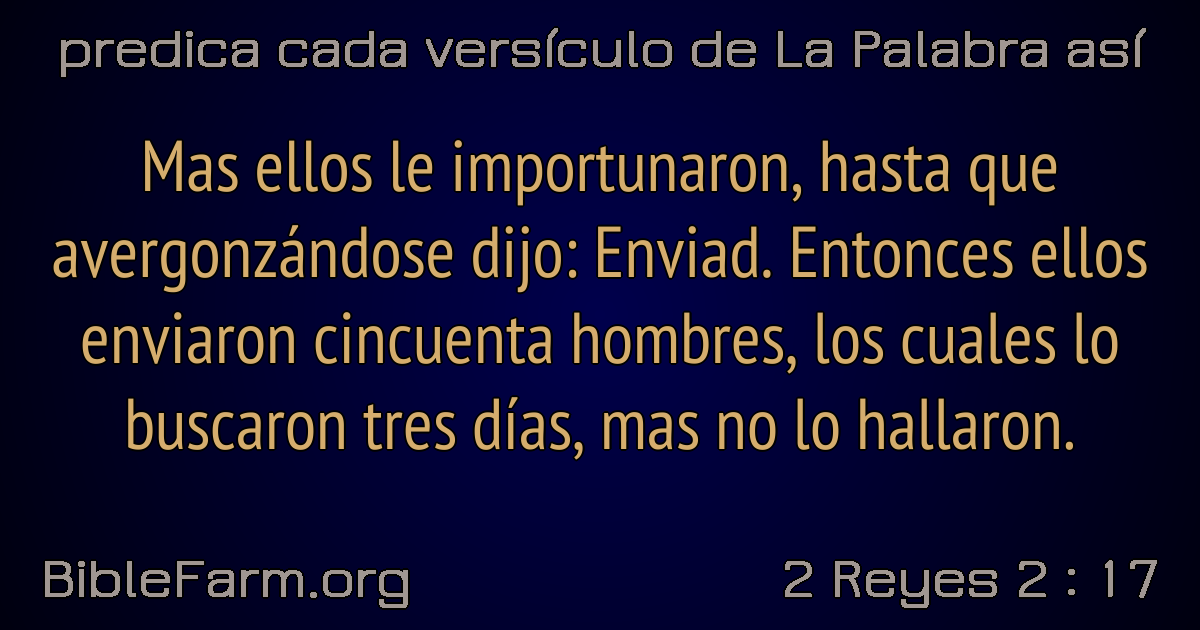 predica cada versículo de La Palabra así
Mas ellos le importunaron, hasta que
avergonzándose dijo: Enviad. Entonces ellos
enviaron cincuenta hombres, los cuales lo
buscaron tres días, mas no lo hallaron.
BibleFarm.org
2 Reyes 2 : 17